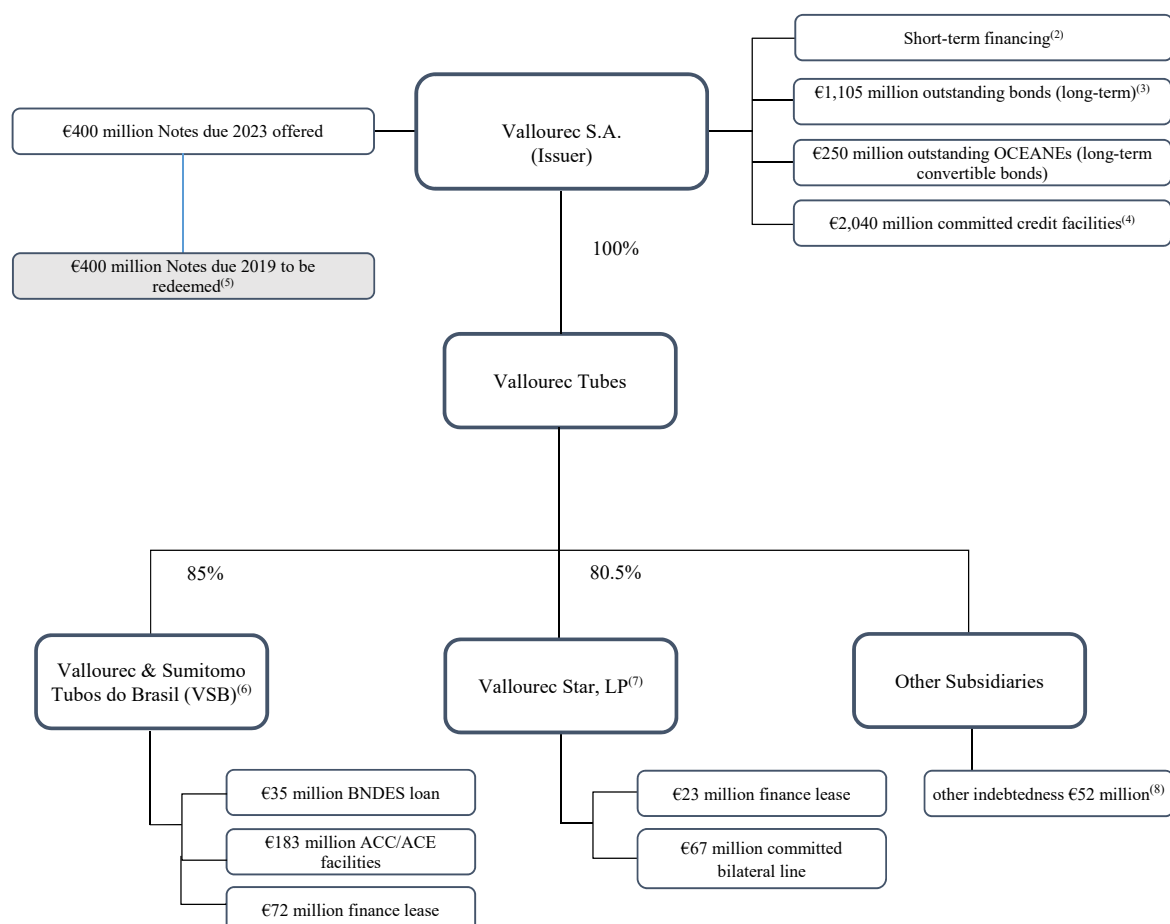 Short-term financing(2)
€400 million Notes due 2023 offered
Vallourec S.A.
(Issuer)
€1,105 million outstanding bonds (long-term)(3)
€250 million outstanding OCEANEs (long-term
convertible bonds)
€2,040 million committed credit facilities(4)
€400 million Notes due 2019 to be
redeemed(5)
100%
Vallourec Tubes
85%
80.5%
Vallourec & Sumitomo
Tubos do Brasil (VSB)(6)
Vallourec Star, LP(7)
Other Subsidiaries
€35 million BNDES loan
€183 million ACC/ACE
facilities
€72 million finance lease
€23 million finance lease
€67 million committed
bilateral line
other indebtedness €52 million(8)